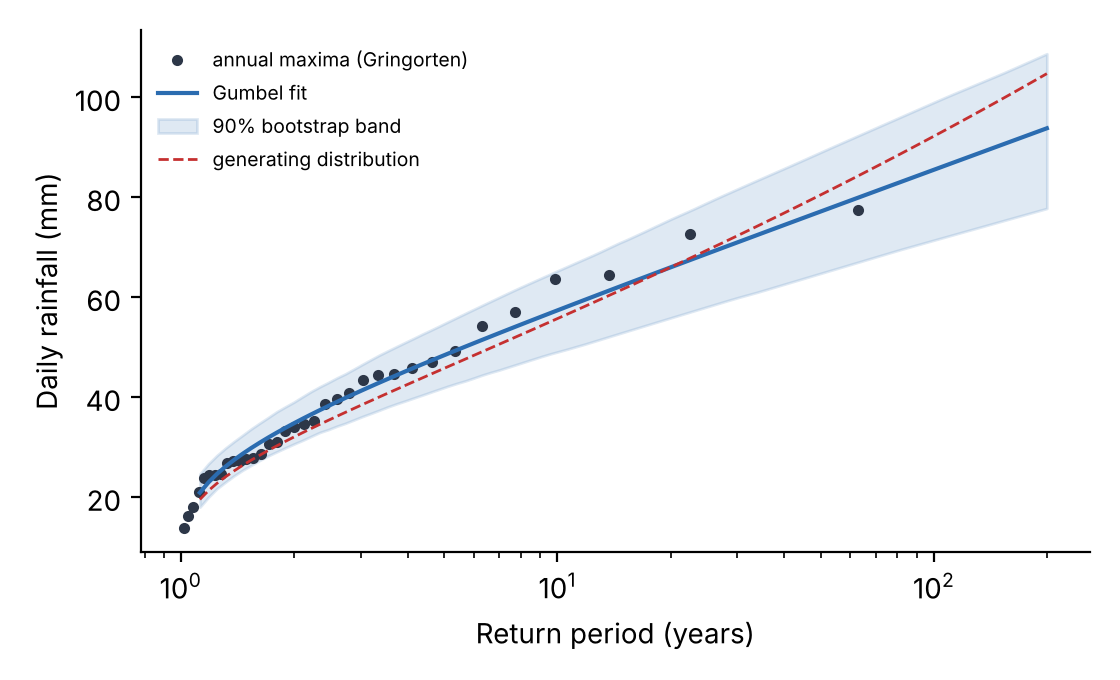 annual maxima (Gringorten)
Gumbel fit
90% bootstrap band
generating distribution
Daily rainfall (mm)
100
80
60
40
20
10⁰ 10¹ 10²
Return period (years)